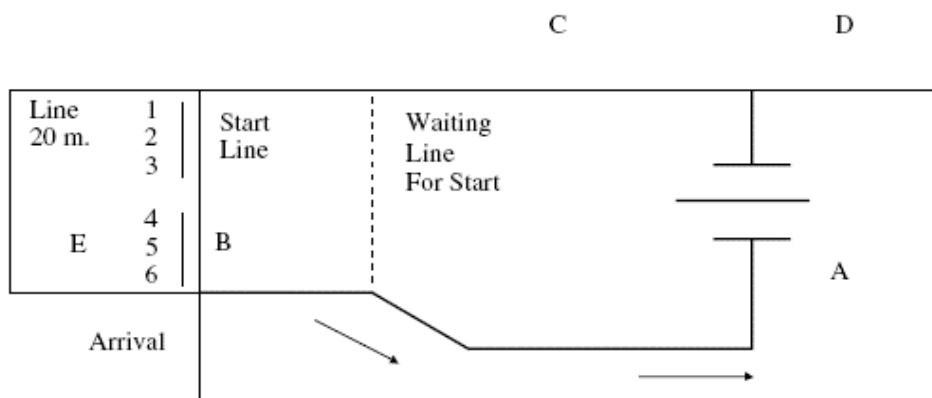 C
D
Line
20 m.
1
2
3
Start
Line
Waiting
Line
For Start
E
4
5
6
B
A
Arrival